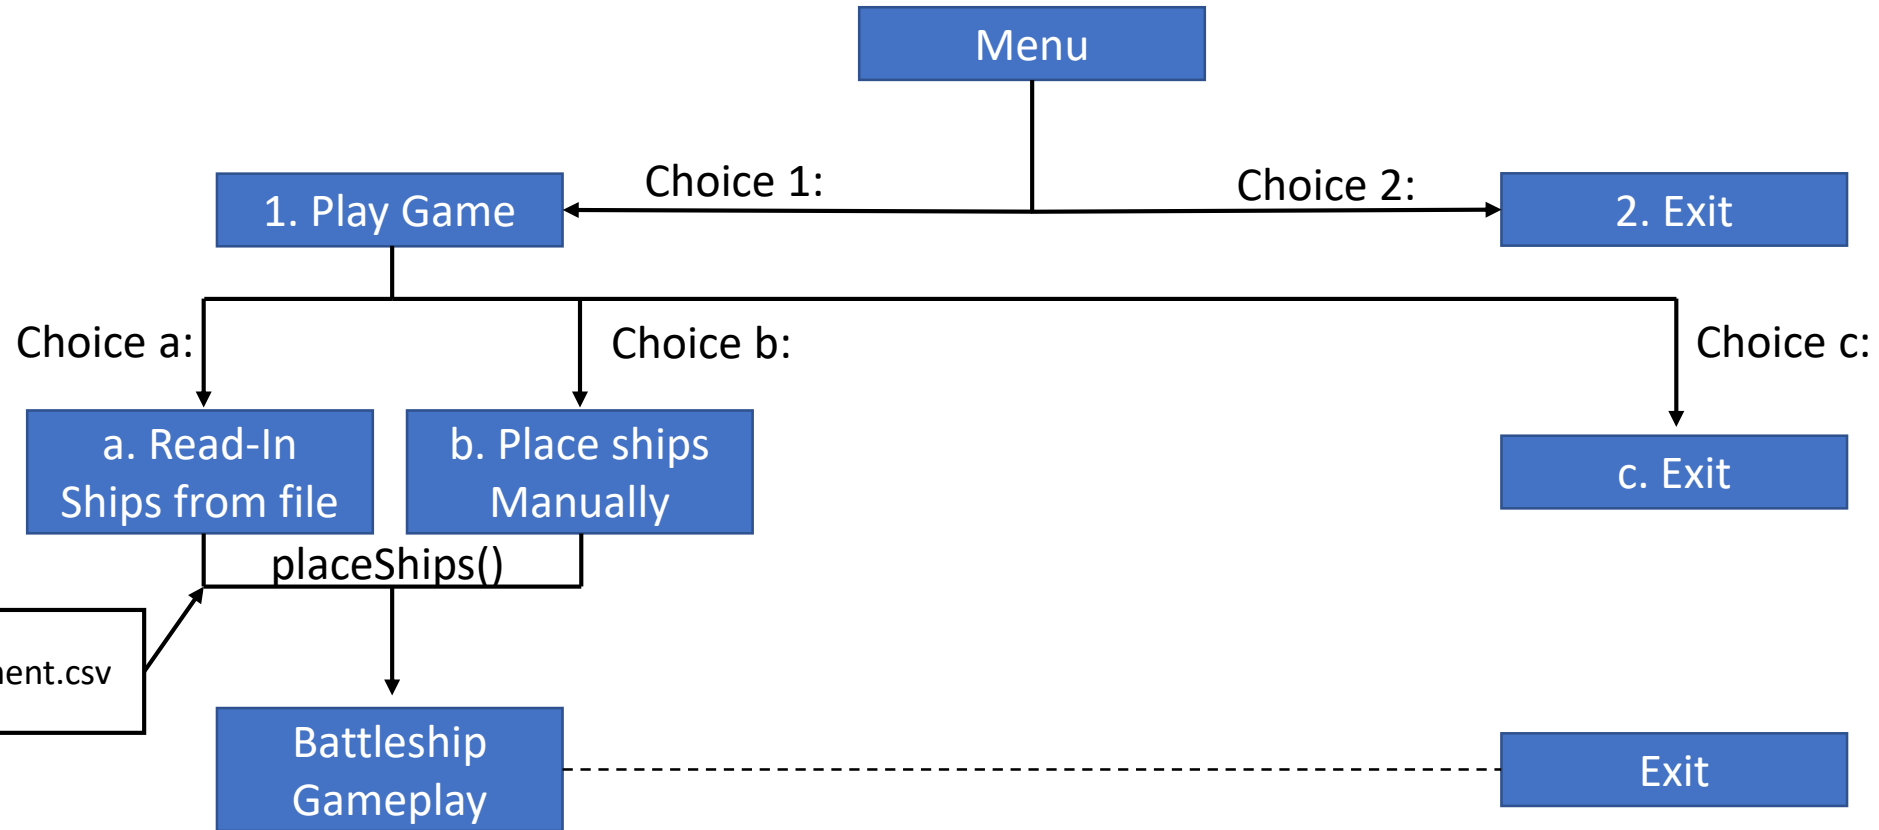 Menu
Choice 1:
Choice 2:
1. Play Game
2. Exit
Choice a:
Choice b:
Choice c:
a. Read-In
Ships from file
b. Place ships
Manually
c. Exit
placeShips()
ent.csv
Battleship
Gameplay
Exit